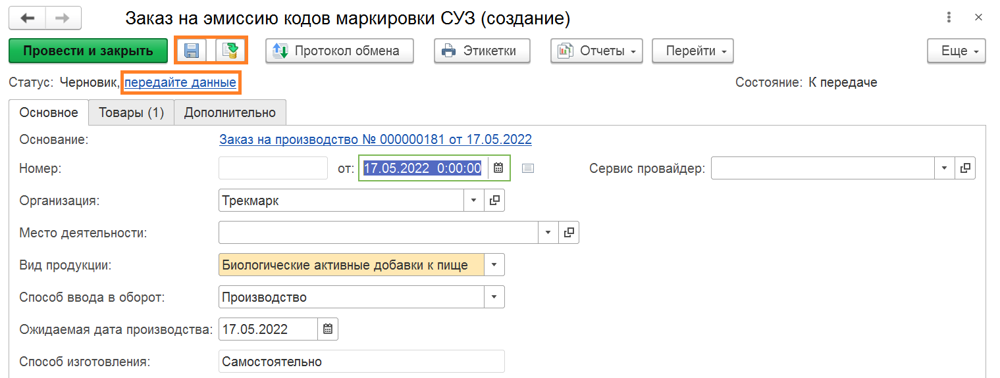 Заказ на эмиссию кодов маркировки СУЗ (создание)
Провести и закрыть Протокол обмена Этикетки Отчеты Перейти Еще
Статус: Черновик, передайте данные Состояние: К передаче
Основное Товары (1) Дополнительно
Основание: Заказ на производство № 000000181 от 17.05.2022
Номер: от: 17.05.2022 0:00:00 Сервис провайдер:
Организация: Трекмарк
Место деятельности:
Вид продукции: Биологические активные добавки к пище
Способ ввода в оборот: Производство
Ожидаемая дата производства: 17.05.2022
Способ изготовления: Самостоятельно